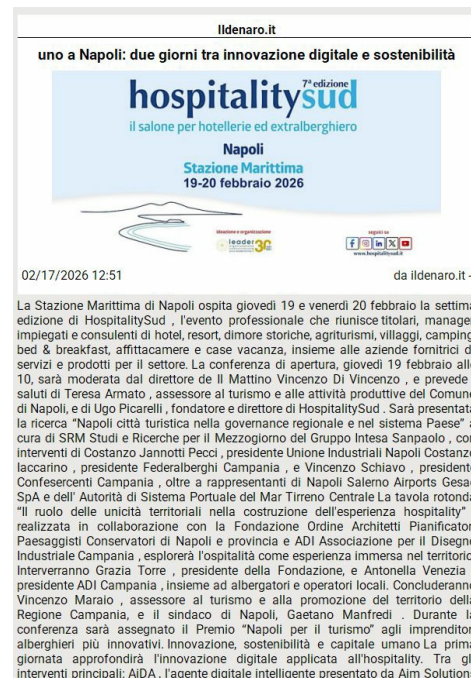 Ildenaro.it
uno a Napoli: due giorni tra innovazione digitale e sostenibilità
7ª edizione
hospitalitysud
il salone per hotellerie ed extralberghiero
Napoli
Stazione Marittima
19-20 febbraio 2026
ideazione e organizzazione
leader 30
seguici su
www.hospitalitysud.it
02/17/2026 12:51
da ildenaro.it -
La Stazione Marittima di Napoli ospita giovedì 19 e venerdì 20 febbraio la settima
edizione di HospitalitySud , l'evento professionale che riunisce titolari, manager
impiegati e consulenti di hotel, resort, dimore storiche, agriturismi, villaggi, camping,
bed & breakfast, affittacamere e case vacanza, insieme alle aziende fornitrici di
servizi e prodotti per il settore. La conferenza di apertura, giovedì 19 febbraio alle
10, sarà moderata dal direttore de Il Mattino Vincenzo Di Vincenzo , e prevede i
saluti di Teresa Armato , assessore al turismo e alle attività produttive del Comune
di Napoli, e di Ugo Picarelli , fondatore e direttore di HospitalitySud . Sarà presentata
la ricerca “Napoli città turistica nella governance regionale e nel sistema Paese” a
cura di SRM Studi e Ricerche per il Mezzogiorno del Gruppo Intesa Sanpaolo , con
interventi di Costanzo Jannotti Pecci , presidente Unione Industriali Napoli Costanzo
Iaccarino , presidente Federalberghi Campania , e Vincenzo Schiavo , presidente
Confesercenti Campania , oltre a rappresentanti di Napoli Salerno Airports Gesac
SpA e dell' Autorità di Sistema Portuale del Mar Tirreno Centrale La tavola rotonda
“Il ruolo delle unicità territoriali nella costruzione dell'esperienza hospitality” ,
realizzata in collaborazione con la Fondazione Ordine Architetti Pianificatori
Paesaggisti Conservatori di Napoli e provincia e ADI Associazione per il Disegno
Industriale Campania , esplorerà l'ospitalità come esperienza immersa nel territorio.
Interverranno Grazia Torre , presidente della Fondazione, e Antonella Venezia ,
presidente ADI Campania , insieme ad albergatori e operatori locali. Concluderanno
Vincenzo Maraio , assessore al turismo e alla promozione del territorio della
Regione Campania, e il sindaco di Napoli, Gaetano Manfredi . Durante la
conferenza sarà assegnato il Premio “Napoli per il turismo” agli imprenditori
alberghieri più innovativi. Innovazione, sostenibilità e capitale umano La prima
giornata approfondirà l'innovazione digitale applicata all'hospitality. Tra gli
interventi principali: AiDA , l'agente digitale intelligente presentato da Aim Solution,